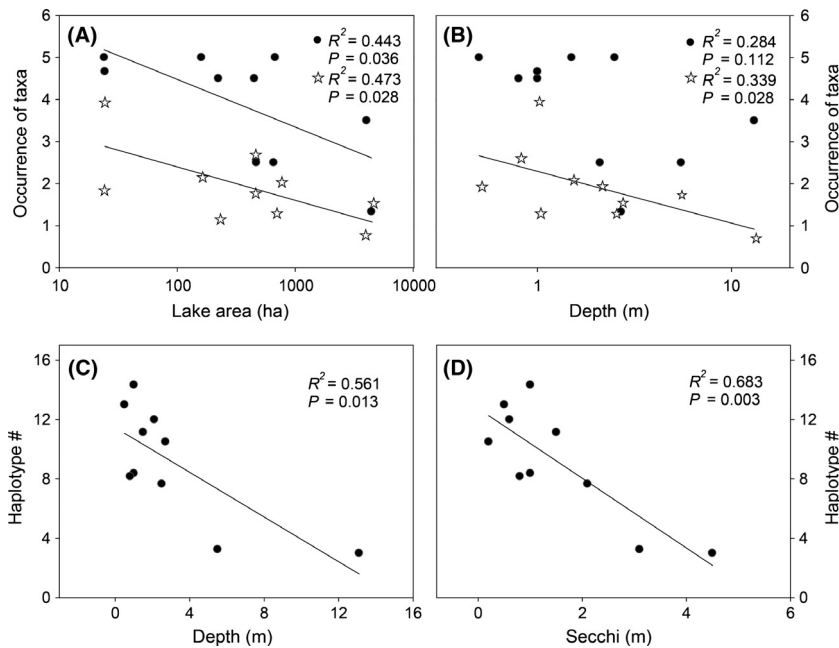 (A)
● R² = 0.443
P = 0.036
☆ R² = 0.473
P = 0.028
Occurrence of taxa
6
5
4
3
2
1
0
10 100 1000 10000
Lake area (ha)
(B)
● R² = 0.284
P = 0.112
☆ R² = 0.339
P = 0.028
6
5
4
3
2
1
0
Occurrence of taxa
1 10
Depth (m)
(C)
R² = 0.561
P = 0.013
Haplotype #
16
12
8
4
0
0 4 8 12 16
Depth (m)
(D)
R² = 0.683
P = 0.003
16
12
8
4
0
Haplotype #
0 2 4 6
Secchi (m)